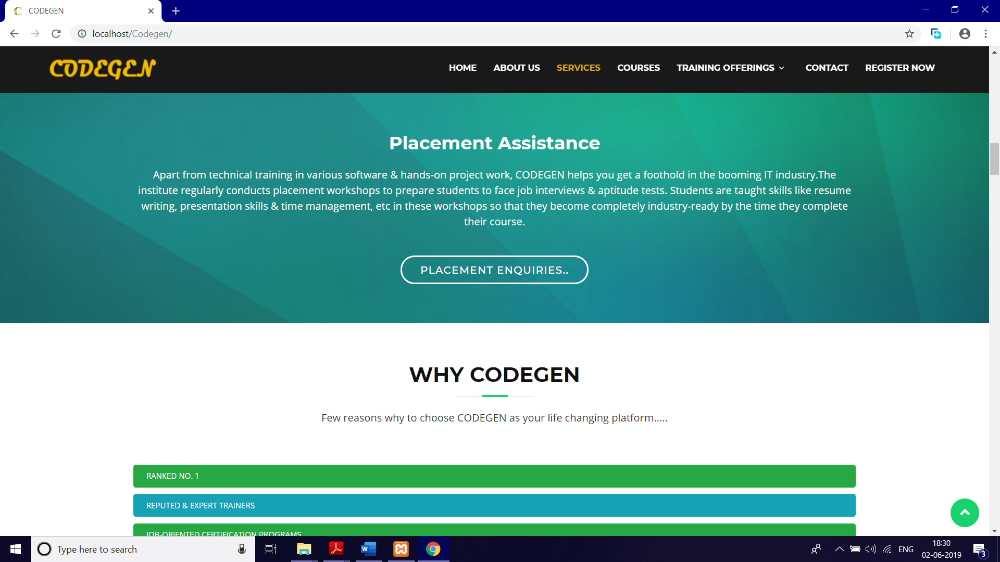 CODEGEN
localhost/Codegen/
CODEGEN
HOME ABOUT US SERVICES COURSES TRAINING OFFERINGS CONTACT REGISTER NOW
Placement Assistance
Apart from technical training in various software & hands-on project work, CODEGEN helps you get a foothold in the booming IT industry.The
institute regularly conducts placement workshops to prepare students to face job interviews & aptitude tests. Students are taught skills like resume
writing, presentation skills & time management, etc in these workshops so that they become completely industry-ready by the time they complete
their course.
PLACEMENT ENQUIRIES..
WHY CODEGEN
Few reasons why to choose CODEGEN as your life changing platform.....
RANKED NO. 1
REPUTED & EXPERT TRAINERS
JOB-ORIENTED CERTIFICATION PROGRAMS
Type here to search
ENG
18:30
02-06-2019
3